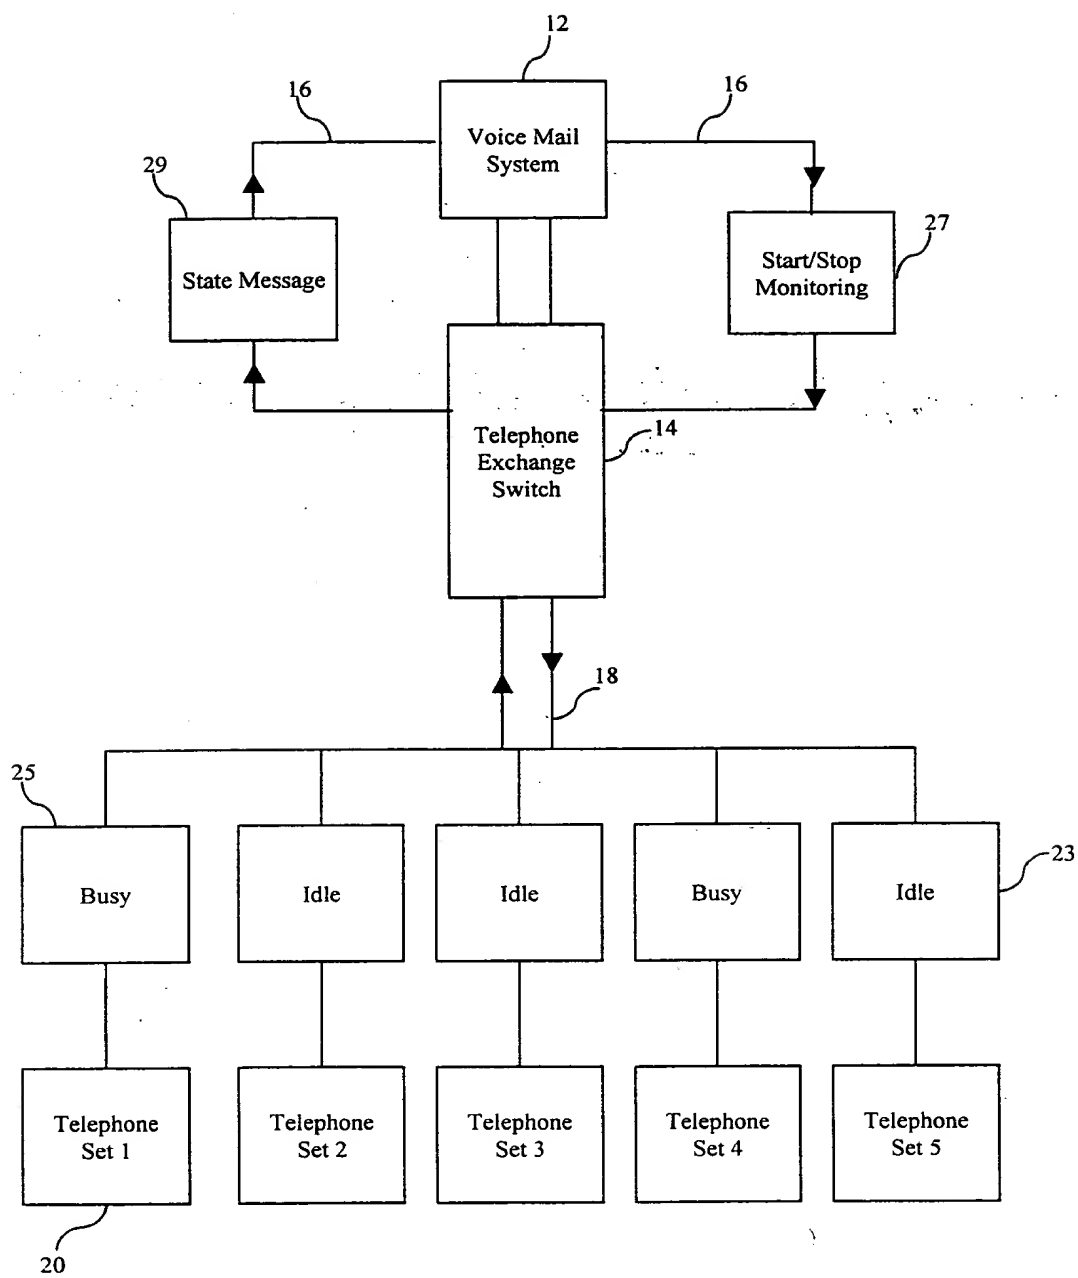 12
16
16
Voice Mail
System
29
27
State Message
Start/Stop
Monitoring
14
Telephone
Exchange
Switch
18
25
23
Busy
Idle
Idle
Busy
Idle
Telephone
Set 1
Telephone
Set 2
Telephone
Set 3
Telephone
Set 4
Telephone
Set 5
20